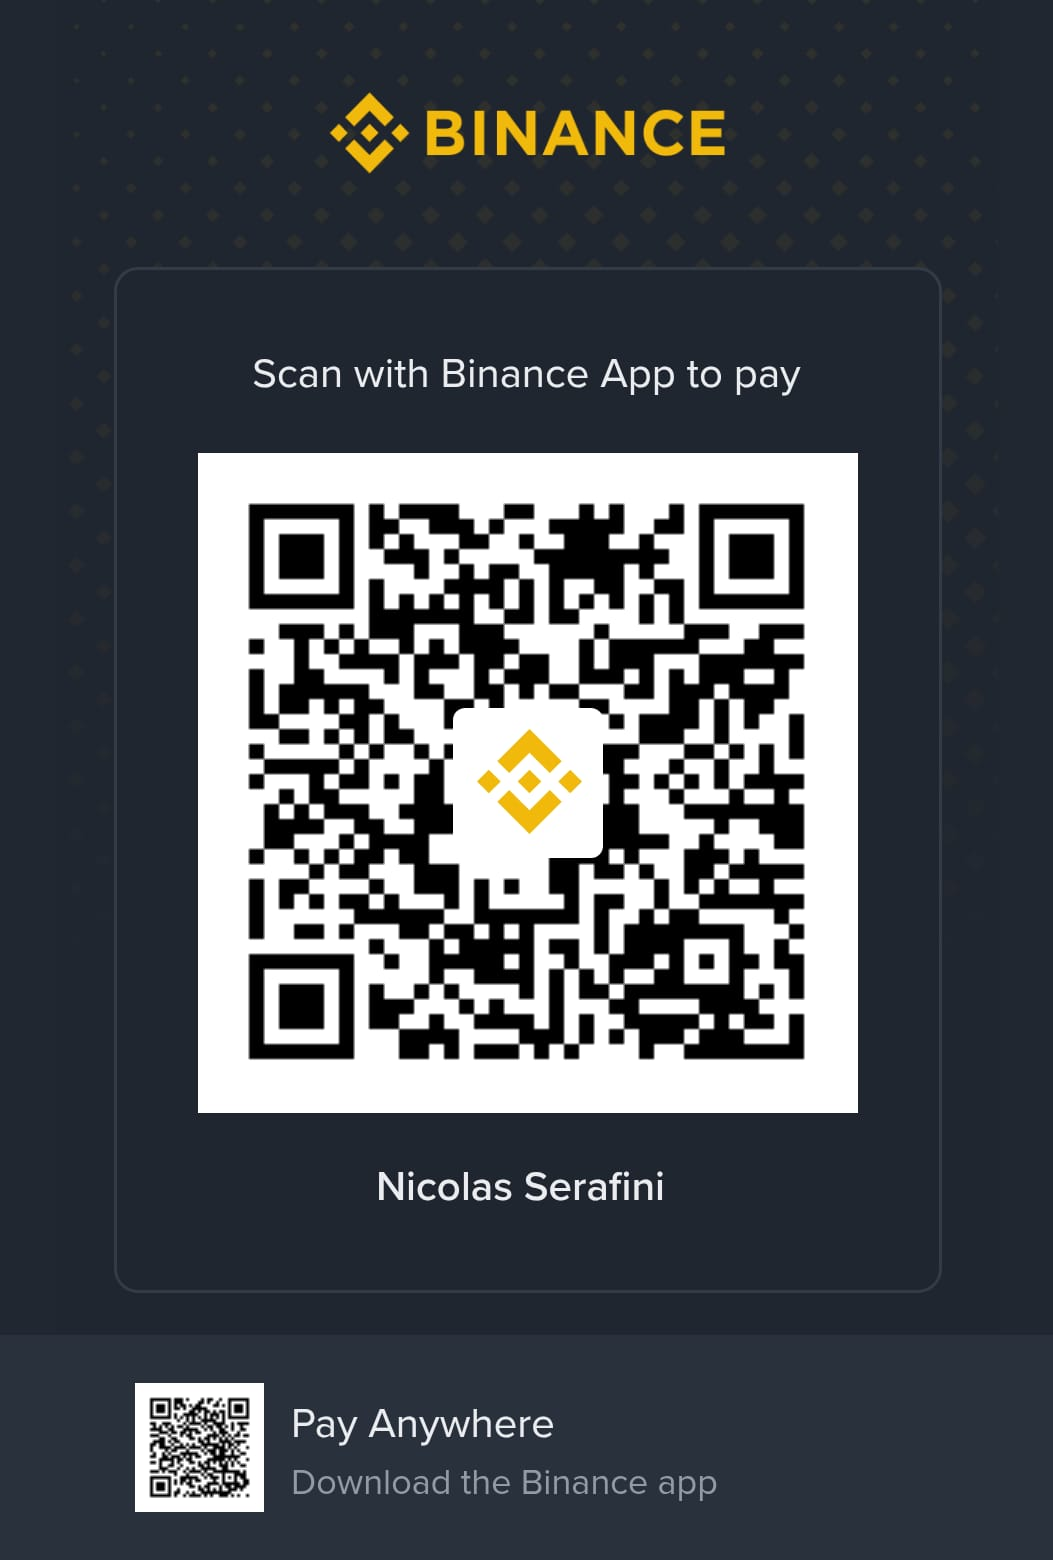 BINANCE
Scan with Binance App to pay
Nicolas Serafini
Pay Anywhere
Download the Binance app